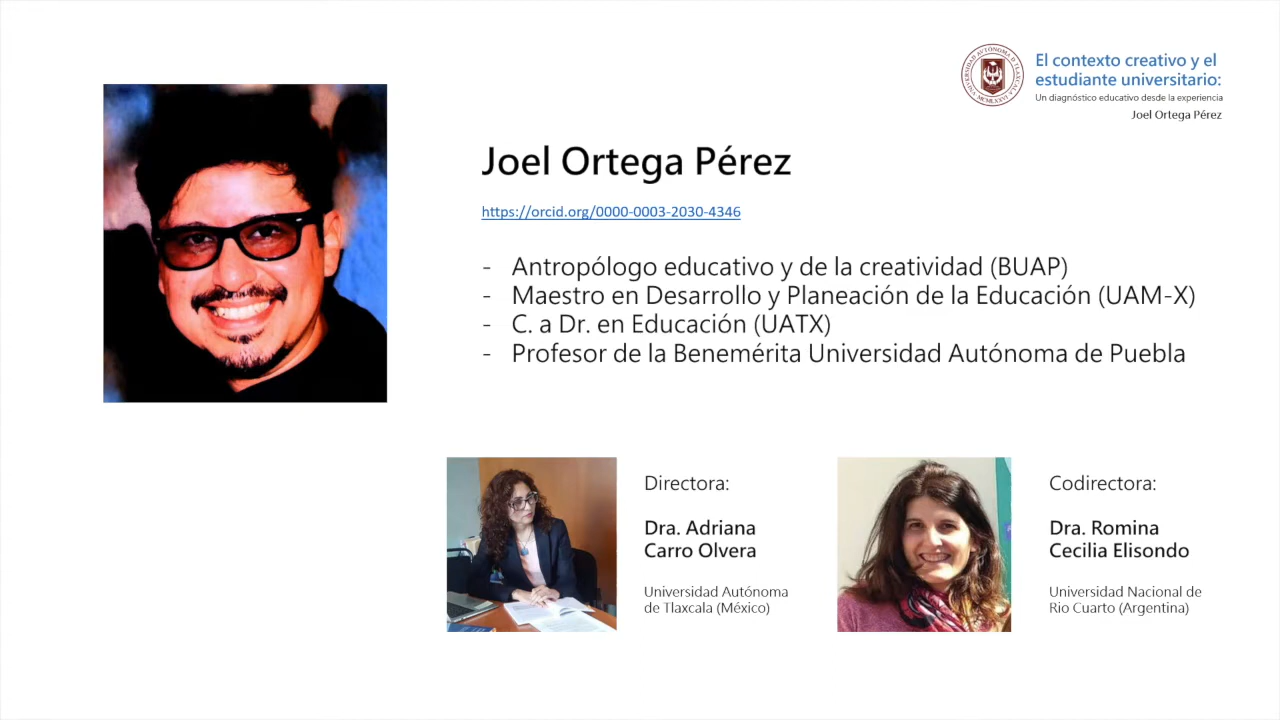 El contexto creativo y el
estudiante universitario:
Un diagnóstico educativo desde la experiencia
Joel Ortega Pérez
Joel Ortega Pérez
https://orcid.org/0000-0003-2030-4346
- Antropólogo educativo y de la creatividad (BUAP)
- Maestro en Desarrollo y Planeación de la Educación (UAM-X)
- C. a Dr. en Educación (UATX)
- Profesor de la Benemérita Universidad Autónoma de Puebla
Directora:
Dra. Adriana
Carro Olvera
Universidad Autónoma
de Tlaxcala (México)
Codirectora:
Dra. Romina
Cecilia Elisondo
Universidad Nacional de
Rio Cuarto (Argentina)